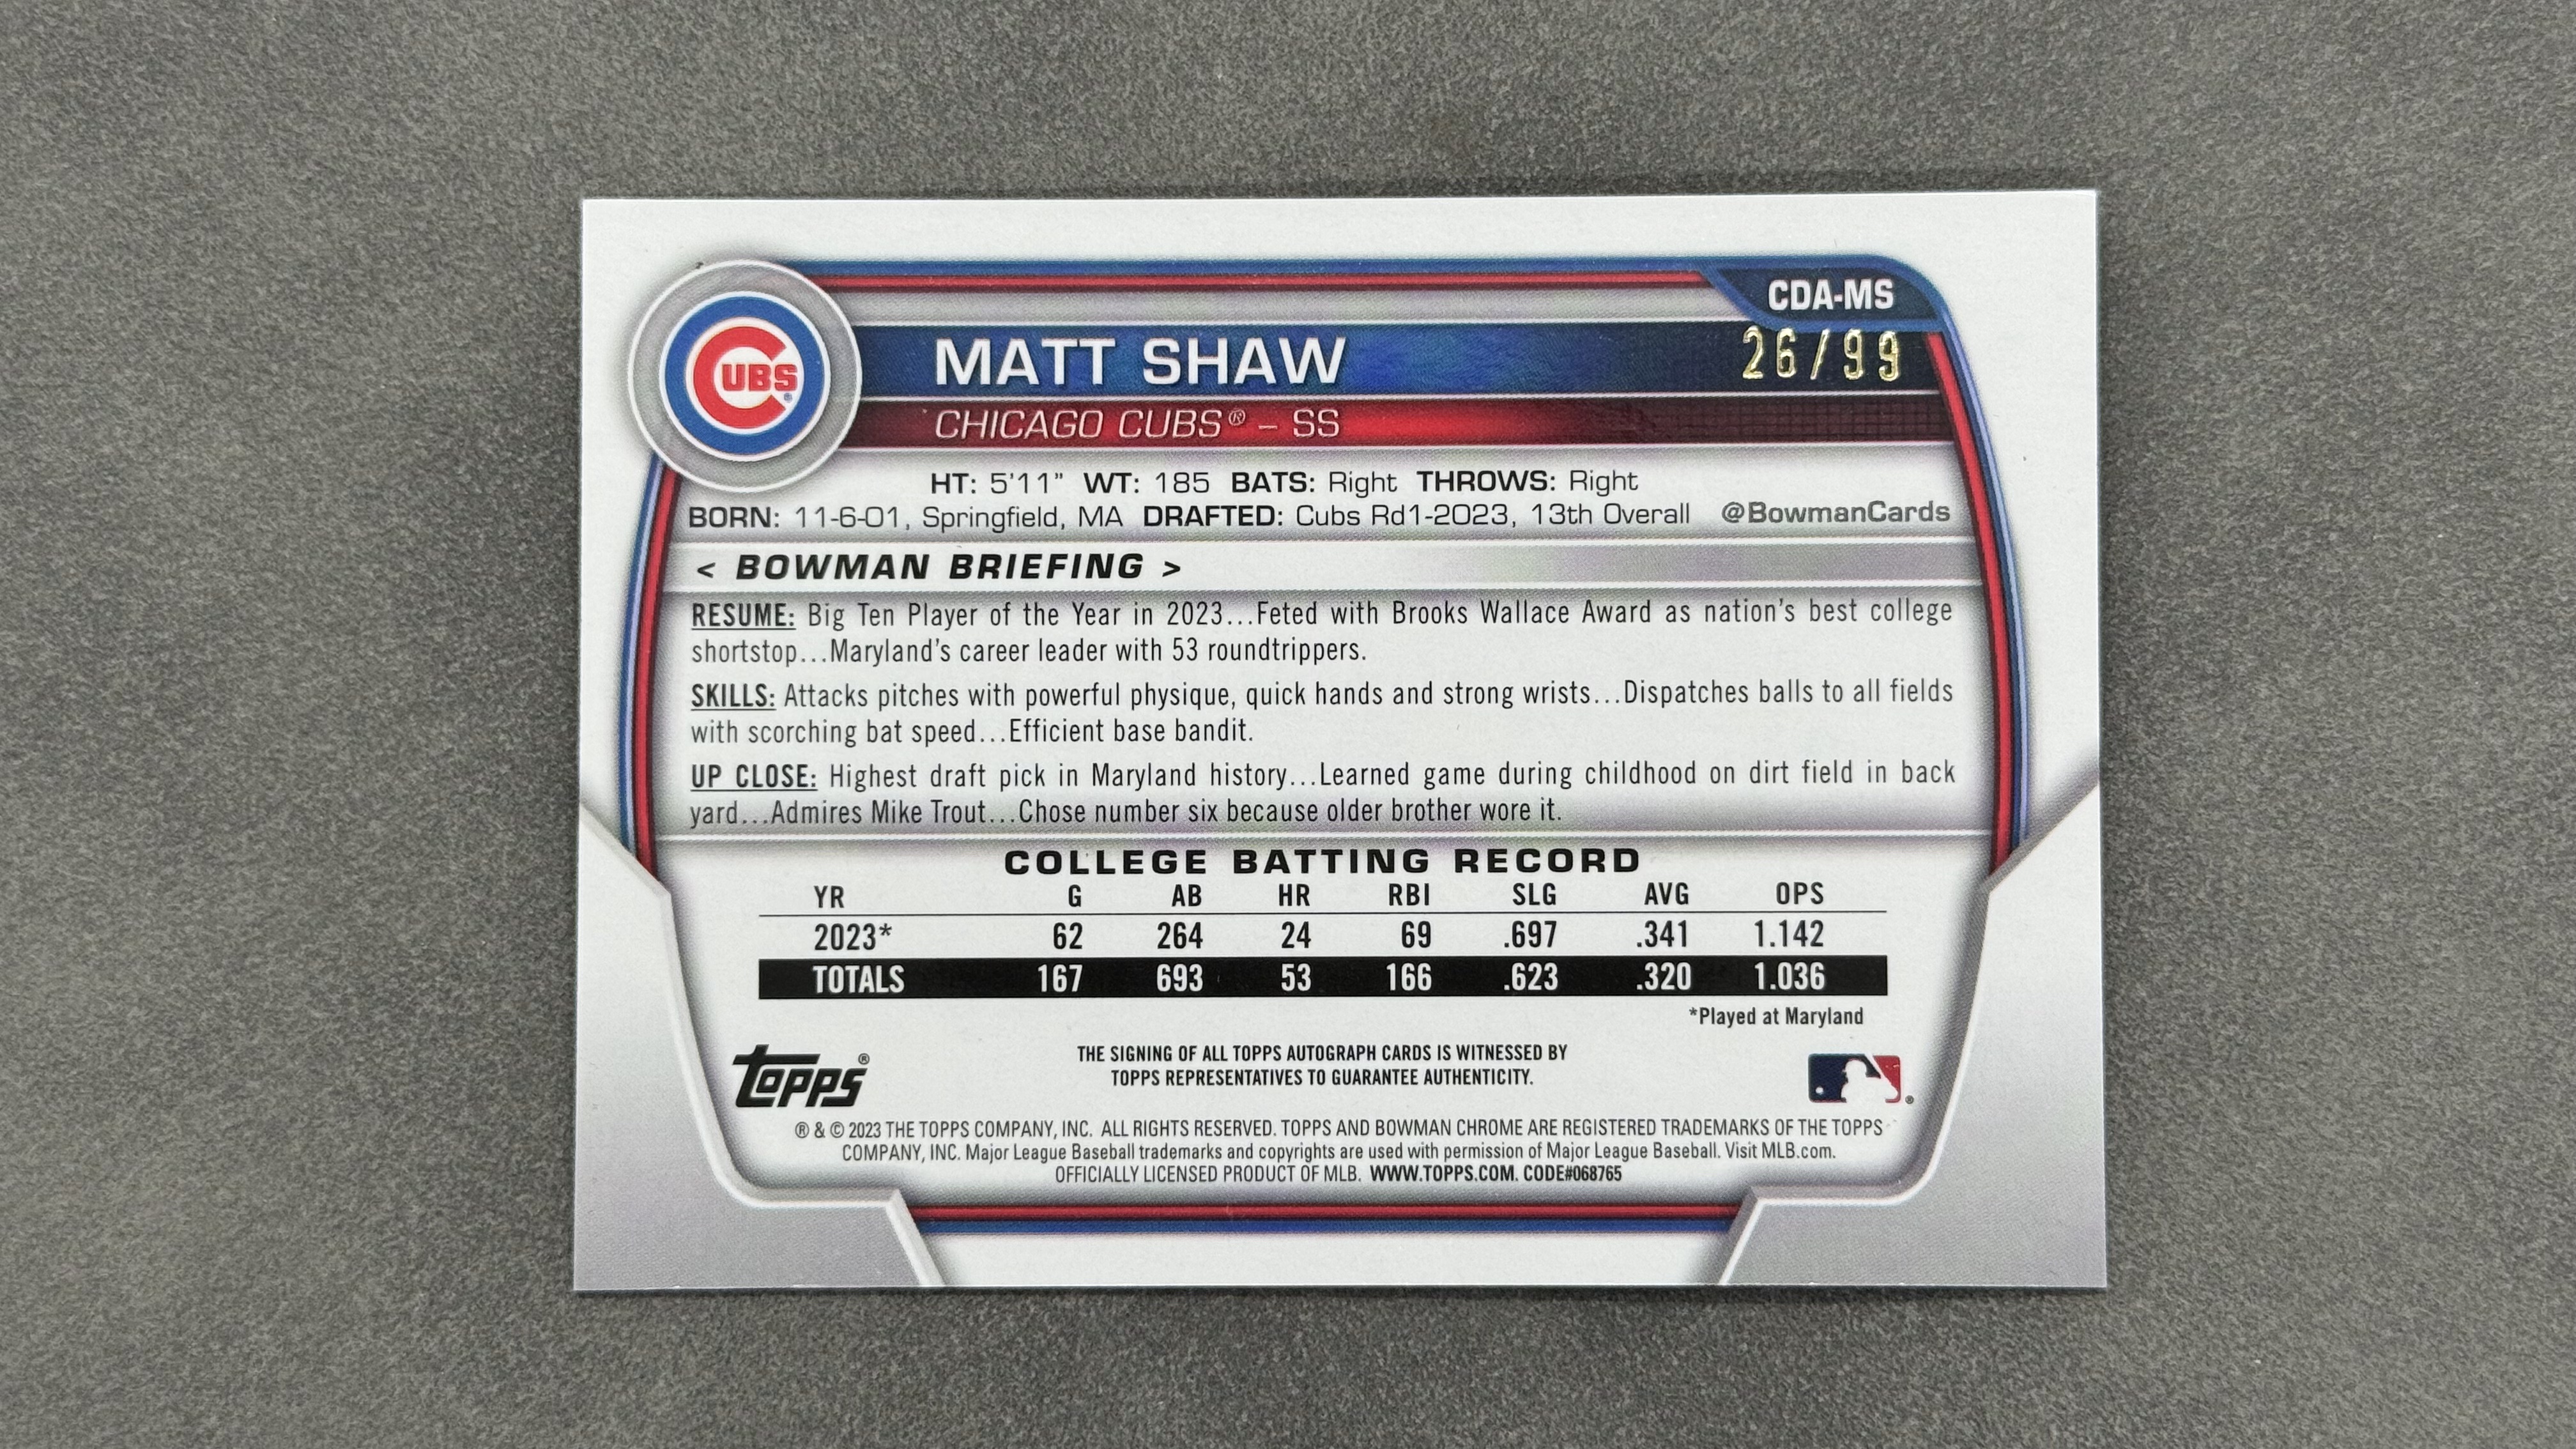 CDA-MS
CUBS®
MATT SHAW
26/99
CHICAGO CUBS® – SS
HT: 5'11" WT: 185 BATS: Right THROWS: Right
BORN: 11-6-01, Springfield, MA DRAFTED: Cubs Rd1-2023, 13th Overall @BowmanCards
< BOWMAN BRIEFING >
RESUME: Big Ten Player of the Year in 2023...Feted with Brooks Wallace Award as nation's best college
shortstop...Maryland's career leader with 53 roundtrippers.
SKILLS: Attacks pitches with powerful physique, quick hands and strong wrists...Dispatches balls to all fields
with scorching bat speed...Efficient base bandit.
UP CLOSE: Highest draft pick in Maryland history...Learned game during childhood on dirt field in back
yard...Admires Mike Trout...Chose number six because older brother wore it.
COLLEGE BATTING RECORD
YR G AB HR RBI SLG AVG OPS
2023* 62 264 24 69 .697 .341 1.142
TOTALS 167 693 53 166 .623 .320 1.036
*Played at Maryland
topps®
THE SIGNING OF ALL TOPPS AUTOGRAPH CARDS IS WITNESSED BY
TOPPS REPRESENTATIVES TO GUARANTEE AUTHENTICITY.
®
® & © 2023 THE TOPPS COMPANY, INC. ALL RIGHTS RESERVED. TOPPS AND BOWMAN CHROME ARE REGISTERED TRADEMARKS OF THE TOPPS
COMPANY, INC. Major League Baseball trademarks and copyrights are used with permission of Major League Baseball. Visit MLB.com.
OFFICIALLY LICENSED PRODUCT OF MLB. WWW.TOPPS.COM. CODE#068765